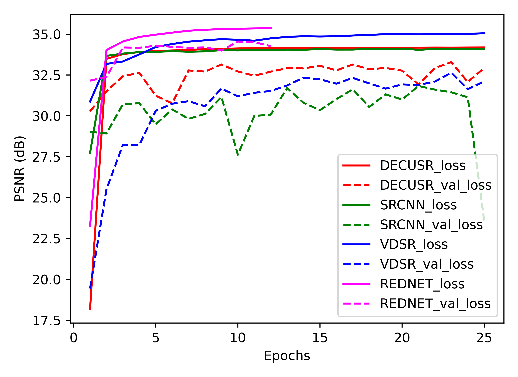 35.0
32.5
30.0
27.5
25.0
22.5
20.0
17.5
PSNR (dB)
0
5
10
15
20
25
Epochs
DECUSR_loss
DECUSR_val_loss
SRCNN_loss
SRCNN_val_loss
VDSR_loss
VDSR_val_loss
REDNET_loss
REDNET_val_loss